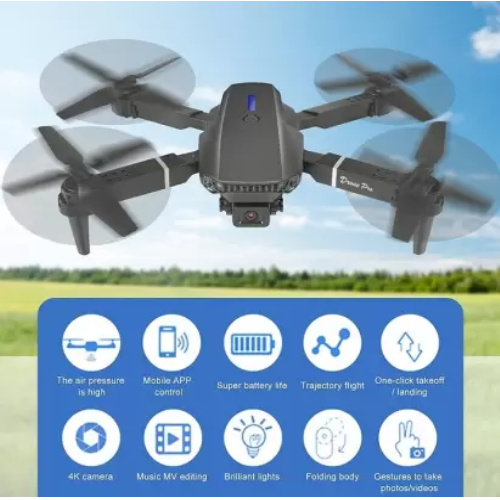 Drone Pro
The air pressure
is high
Mobile APP
control
Super battery life
Trajectory flight
One-click takeoff
/ landing
4K camera
Music MV editing
Brilliant lights
Folding body
Gestures to take
photos/videos